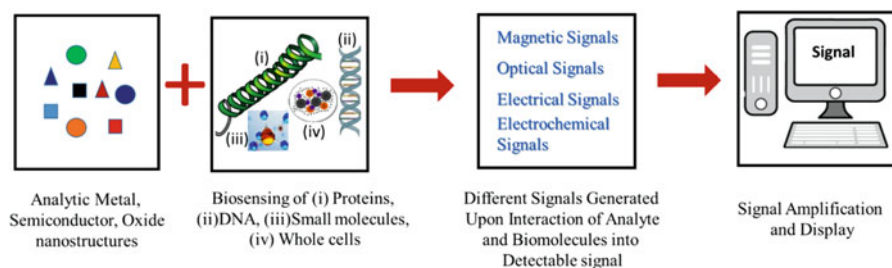 (i)
(ii)
(iii)
(iv)
Magnetic Signals
Optical Signals
Electrical Signals
Electrochemical
Signals
Signal
Analytic Metal,
Semiconductor, Oxide
nanostructures
Biosensing of (i) Proteins,
(ii)DNA, (iii)Small molecules,
(iv) Whole cells
Different Signals Generated
Upon Interaction of Analyte
and Biomolecules into
Detectable signal
Signal Amplification
and Display